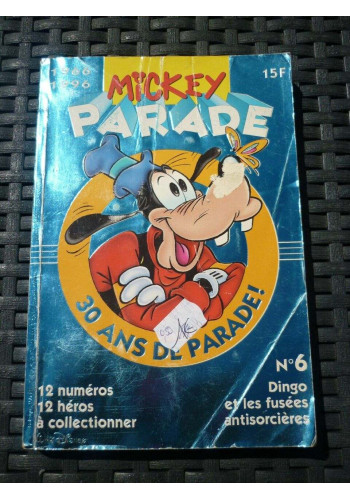 1966
1996
MiCKEY
15F
PARADE
30 ANS DE PARADE!
N°6
12 numéros
12 héros
à collectionner
Dingo
et les fusées
antisorcières